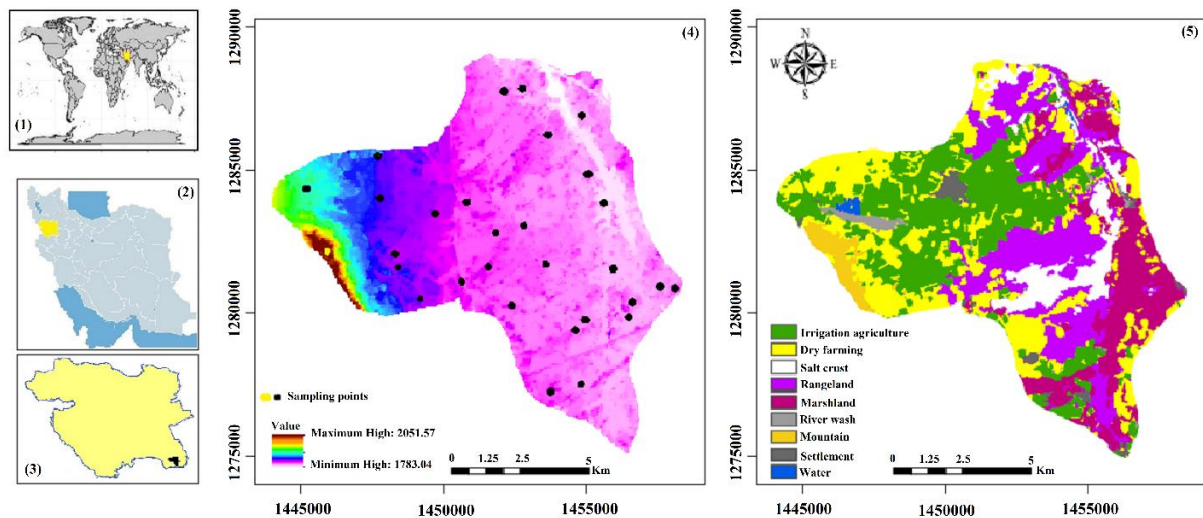 (1)
(2)
(3)
(4)
1290000
1285000
1280000
1275000
Sampling points
Value
Maximum High: 2051.57
Minimum High: 1783.04
0 1.25 2.5 5
Km
1445000 1450000 1455000
(5)
N
W E
S
1290000
1285000
1280000
1275000
Irrigation agriculture
Dry farming
Salt crust
Rangeland
Marshland
River wash
Mountain
Settlement
Water
0 1.25 2.5 5
Km
1445000 1450000 1455000